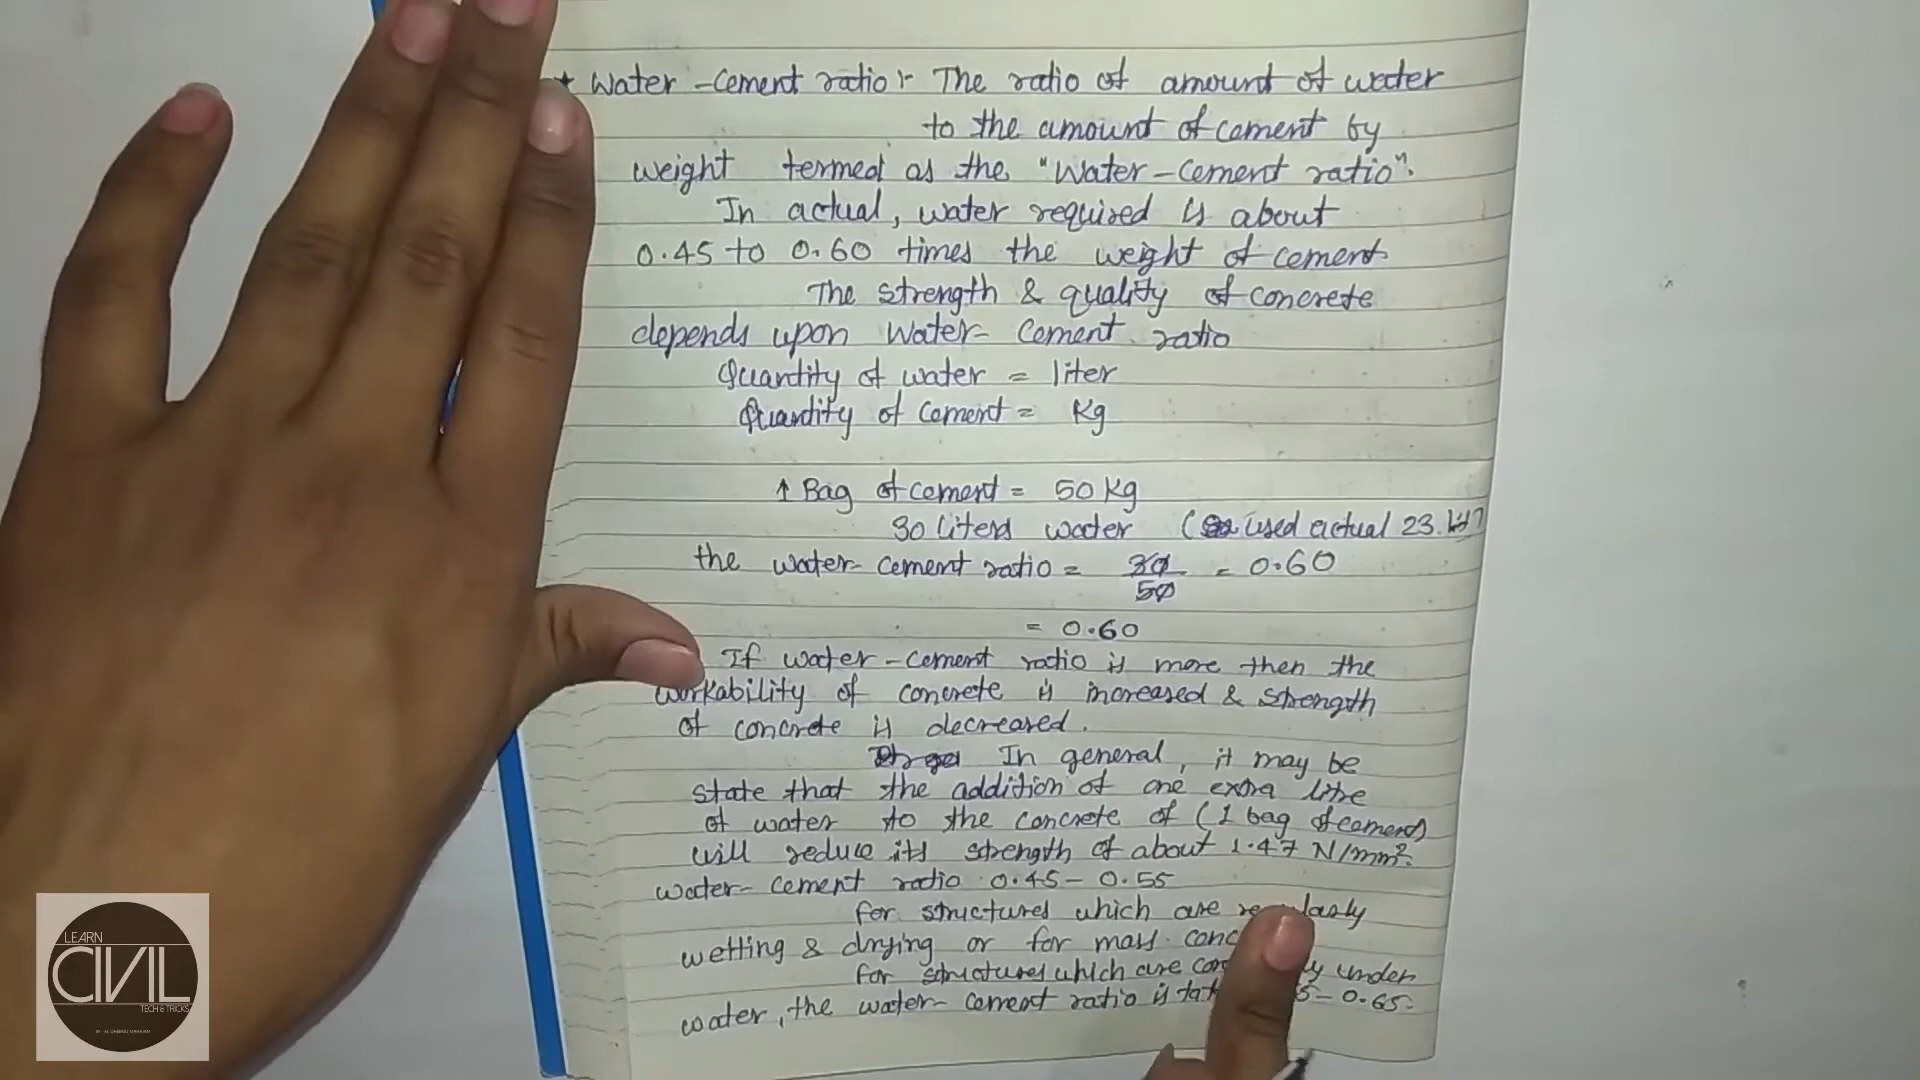 * Water-Cement ratio:- The ratio of amount of water
to the amount of cement by
weight termed as the "Water-Cement ratio".
In actual, water required is about
0.45 to 0.60 times the weight of cement
The strength & quality of concrete
depends upon Water-Cement ratio
Quantity of water = liter
Quantity of Cement = Kg
1 Bag of cement = 50 Kg
30 liters water ( used actual 23.
the water-cement ratio = 30/50 = 0.60
= 0.60
If water-cement ratio is more then the
workability of concrete is increased & strength
of concrete is decreased.
In general, it may be
state that the addition of one extra litre
of water to the concrete of (1 bag of cement)
will reduce its strength of about 1.47 N/mm².
water-cement ratio 0.45-0.55
for structures which are
wetting & drying or for mass
for structures which are under
water, the water-cement ratio is - 0.65.
LEARN
CIVIL
TECH & TRICKS